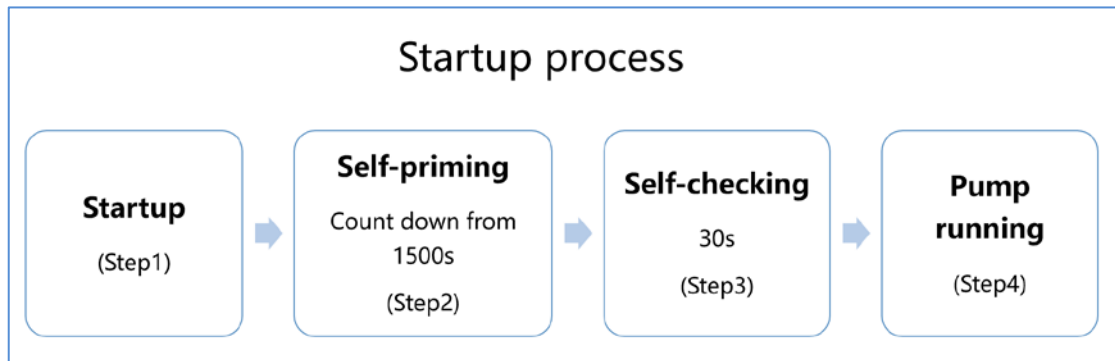 Startup process
Startup
(Step1)
Self-priming
Count down from
1500s
(Step2)
Self-checking
30s
(Step3)
Pump
running
(Step4)